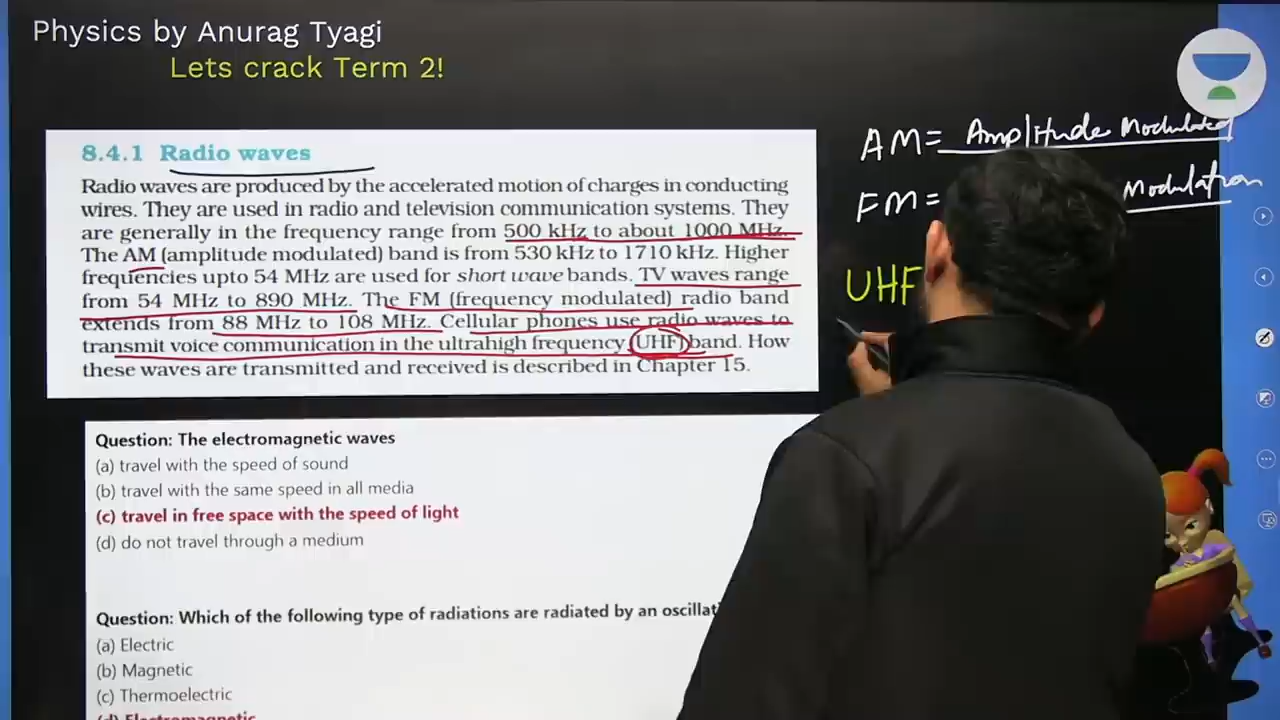 Physics by Anurag Tyagi
Lets crack Term 2!
8.4.1 Radio waves
Radio waves are produced by the accelerated motion of charges in conducting
wires. They are used in radio and television communication systems. They
are generally in the frequency range from 500 kHz to about 1000 MHz.
The AM (amplitude modulated) band is from 530 kHz to 1710 kHz. Higher
frequencies upto 54 MHz are used for short wave bands. TV waves range
from 54 MHz to 890 MHz. The FM (frequency modulated) radio band
extends from 88 MHz to 108 MHz. Cellular phones use radio waves to
transmit voice communication in the ultrahigh frequency (UHF) band. How
these waves are transmitted and received is described in Chapter 15.
AM= Amplitude Modulated
FM= Modulation
UHF
Question: The electromagnetic waves
(a) travel with the speed of sound
(b) travel with the same speed in all media
(c) travel in free space with the speed of light
(d) do not travel through a medium
Question: Which of the following type of radiations are radiated by an
(a) Electric
(b) Magnetic
(c) Thermoelectric
(d) Electromagnetic